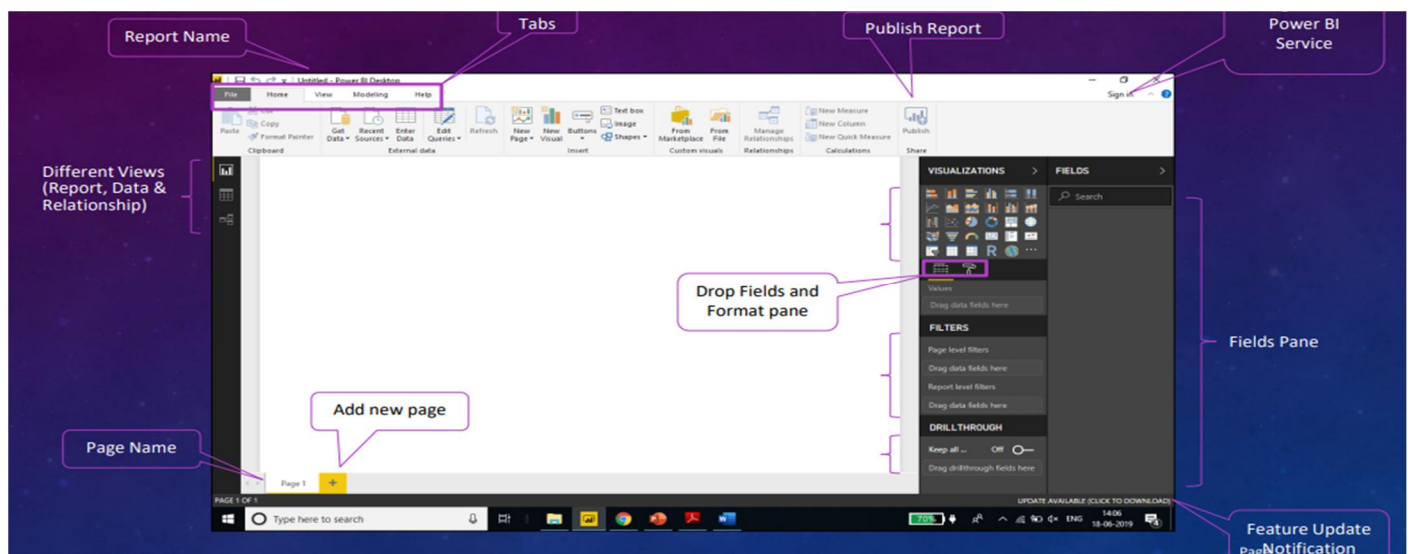 Report Name
Tabs
Publish Report
Power BI
Service
Untitled - Power BI Desktop
Sign in
File Home View Modeling Help
Paste
Cut
Copy
Format Painter
Clipboard
Get Data
Recent Sources
Enter Data
Edit Queries
External data
Refresh
New Page
New Visual
Buttons
Text box
Image
Shapes
Insert
From Marketplace
From File
Custom visuals
Manage Relationships
Relationships
New Measure
New Column
New Quick Measure
Calculations
Publish
Share
Different Views
(Report, Data &
Relationship)
VISUALIZATIONS >
FIELDS >
Search
R
Drop Fields and
Format pane
Values
Drag data fields here
FILTERS
Page level filters
Drag data fields here
Report level filters
Drag data fields here
DRILLTHROUGH
Keep all ... Off
Drag drillthrough fields here
Fields Pane
Add new page
Page Name
Page 1 +
PAGE 1 OF 1
UPDATE AVAILABLE (CLICK TO DOWNLOAD)
Type here to search
70%
ENG
14:06
18-06-2019
Feature Update
Notification